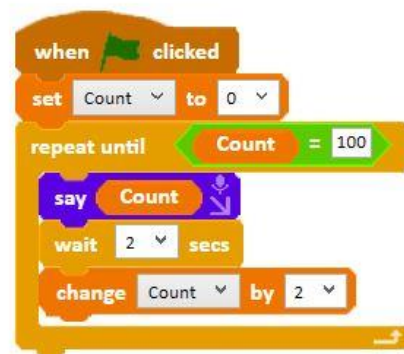 when clicked
set Count to 0
repeat until Count = 100
say Count
wait 2 secs
change Count by 2